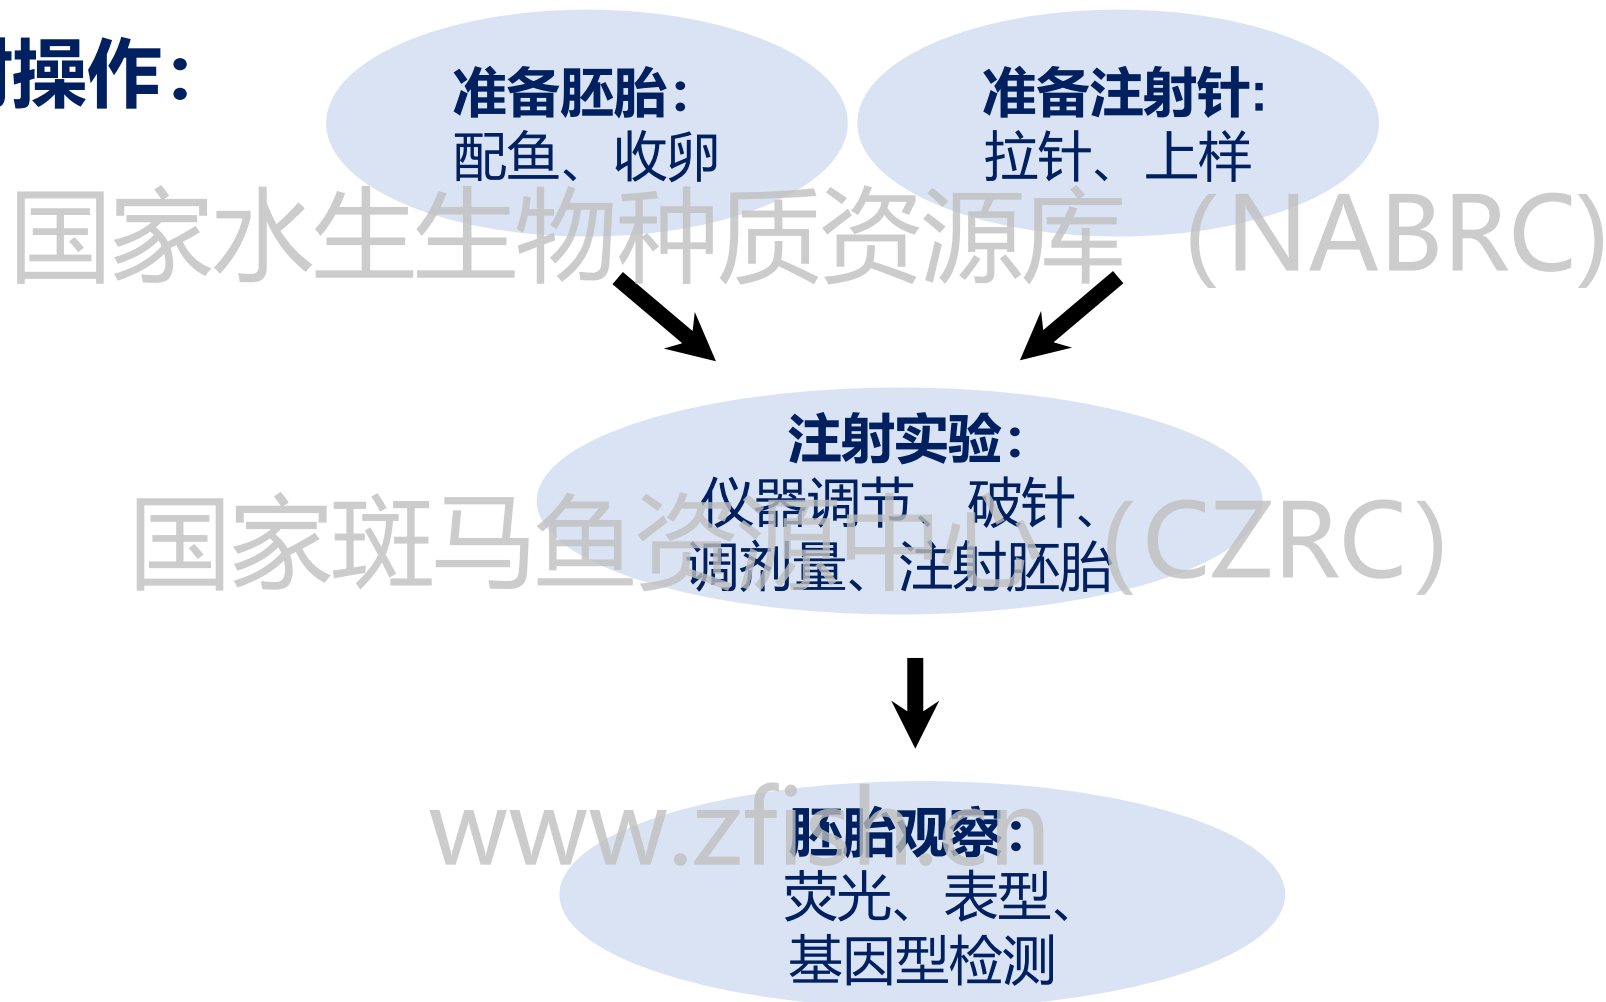 射操作：
准备胚胎：
配鱼、收卵
准备注射针:
拉针、上样
国家水生生物种质资源库（NABRC)
注射实验：
仪器调节、破针、
调剂量、注射胚胎
国家斑马鱼资源中心（CZRC）
www.zfish.cn
胚胎观察：
荧光、表型、
基因型检测